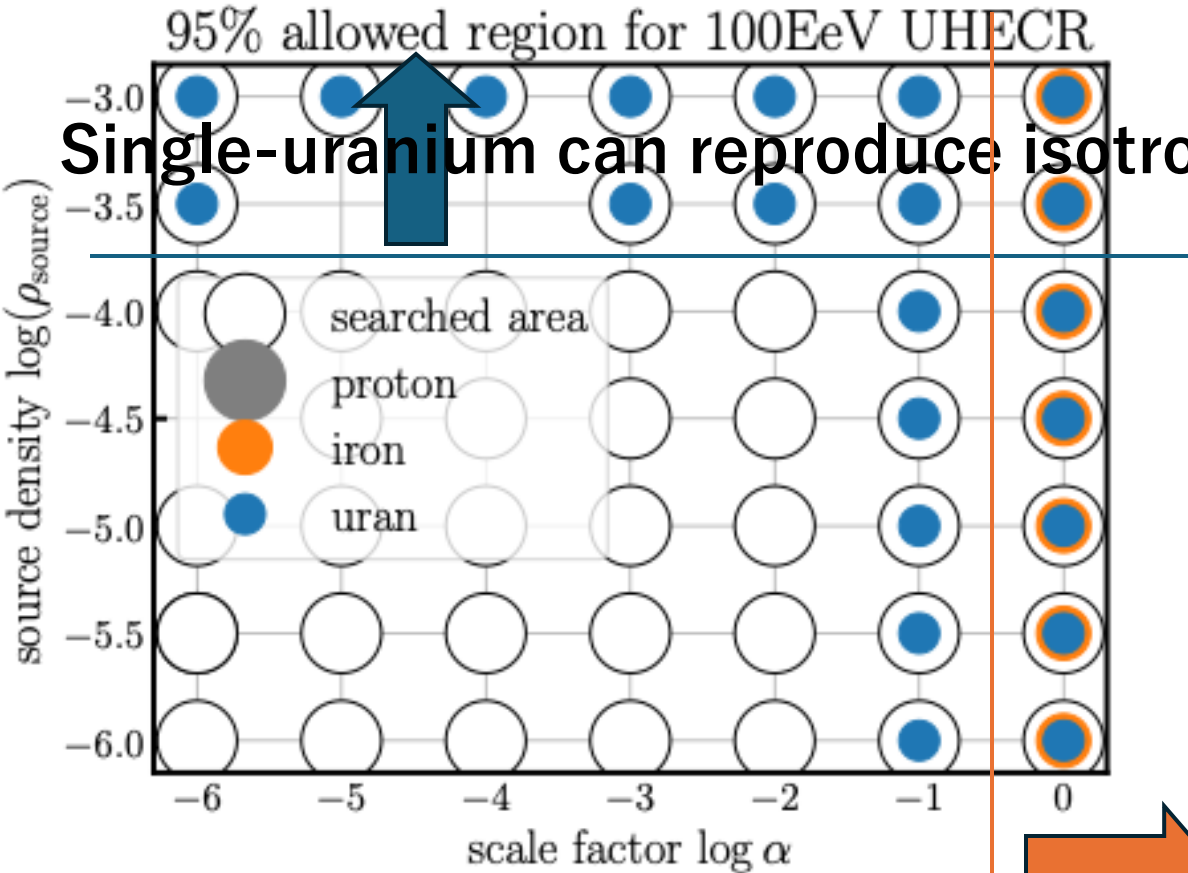 95% allowed region for 100EeV UHECR
Single-uranium can reproduce isotro
source density log(ρsource)
−3.0
−3.5
−4.0
−4.5
−5.0
−5.5
−6.0
searched area
proton
iron
uran
−6 −5 −4 −3 −2 −1 0
scale factor log α